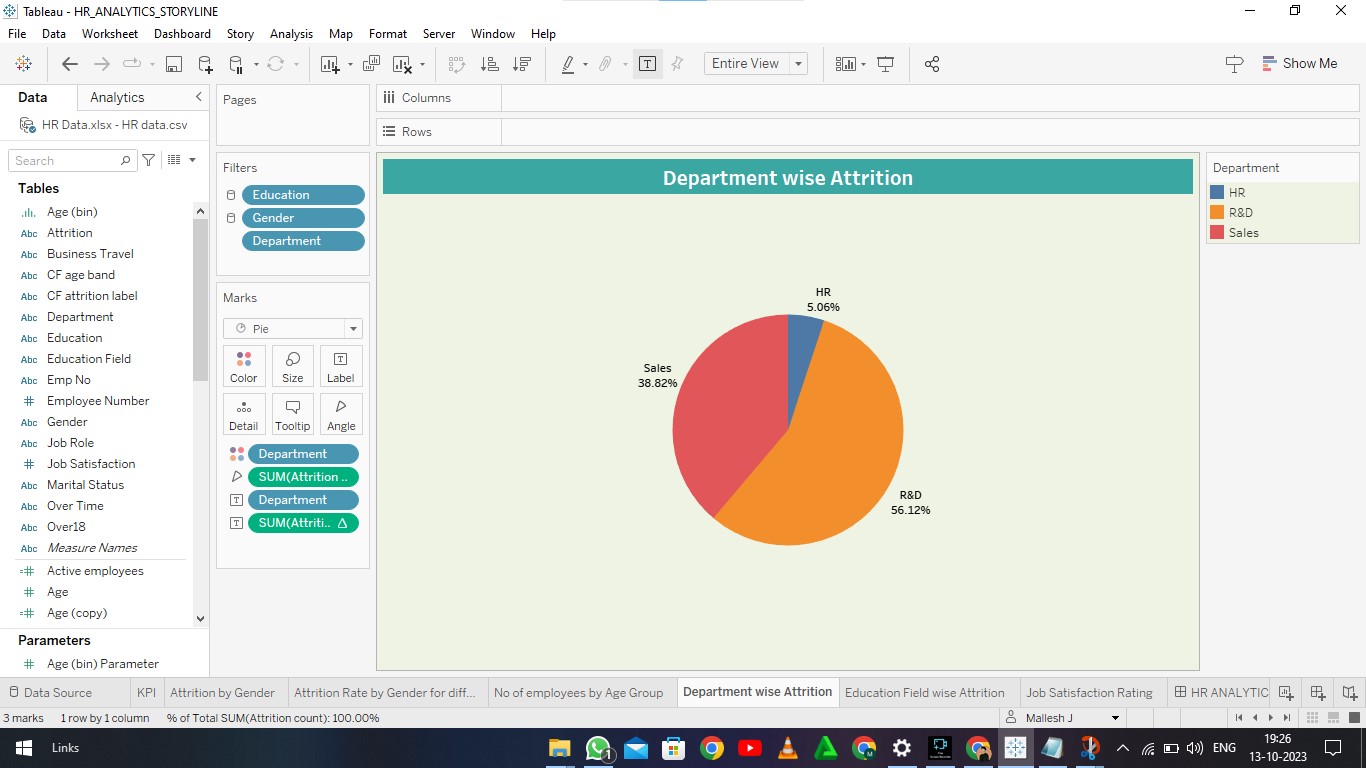 Tableau - HR_ANALYTICS_STORYLINE
File Data Worksheet Dashboard Story Analysis Map Format Server Window Help
Entire View
Show Me
Data Analytics
HR Data.xlsx - HR data.csv
Search
Tables
Age (bin)
Attrition
Business Travel
CF age band
CF attrition label
Department
Education
Education Field
Emp No
Employee Number
Gender
Job Role
Job Satisfaction
Marital Status
Over Time
Over18
Measure Names
Active employees
Age
Age (copy)
Parameters
Age (bin) Parameter
Pages
Filters
Education
Gender
Department
Marks
Pie
Color Size Label
Detail Tooltip Angle
Department
SUM(Attrition ..
Department
SUM(Attriti.. Δ
Columns
Rows
Department wise Attrition
HR
5.06%
Sales
38.82%
R&D
56.12%
Department
HR
R&D
Sales
Data Source KPI Attrition by Gender Attrition Rate by Gender for diff... No of employees by Age Group Department wise Attrition Education Field wise Attrition Job Satisfaction Rating HR ANALYTIC
3 marks 1 row by 1 column % of Total SUM(Attrition count): 100.00% Mallesh J
Links
1
ENG
19:26
13-10-2023